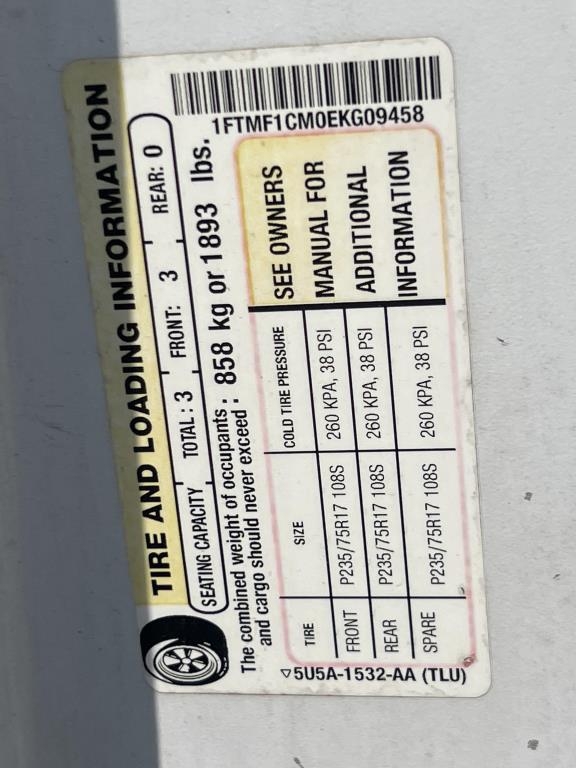 TIRE AND LOADING INFORMATION
SEATING CAPACITY TOTAL : 3 FRONT: 3 REAR: 0
The combined weight of occupants and cargo should never exceed : 858 kg or 1893 lbs.
TIRE SIZE COLD TIRE PRESSURE
FRONT P235/75R17 108S 260 KPA, 38 PSI
REAR P235/75R17 108S 260 KPA, 38 PSI
SPARE P235/75R17 108S 260 KPA, 38 PSI
SEE OWNERS
MANUAL FOR
ADDITIONAL
INFORMATION
5U5A-1532-AA (TLU)
1FTMF1CM0EKG09458